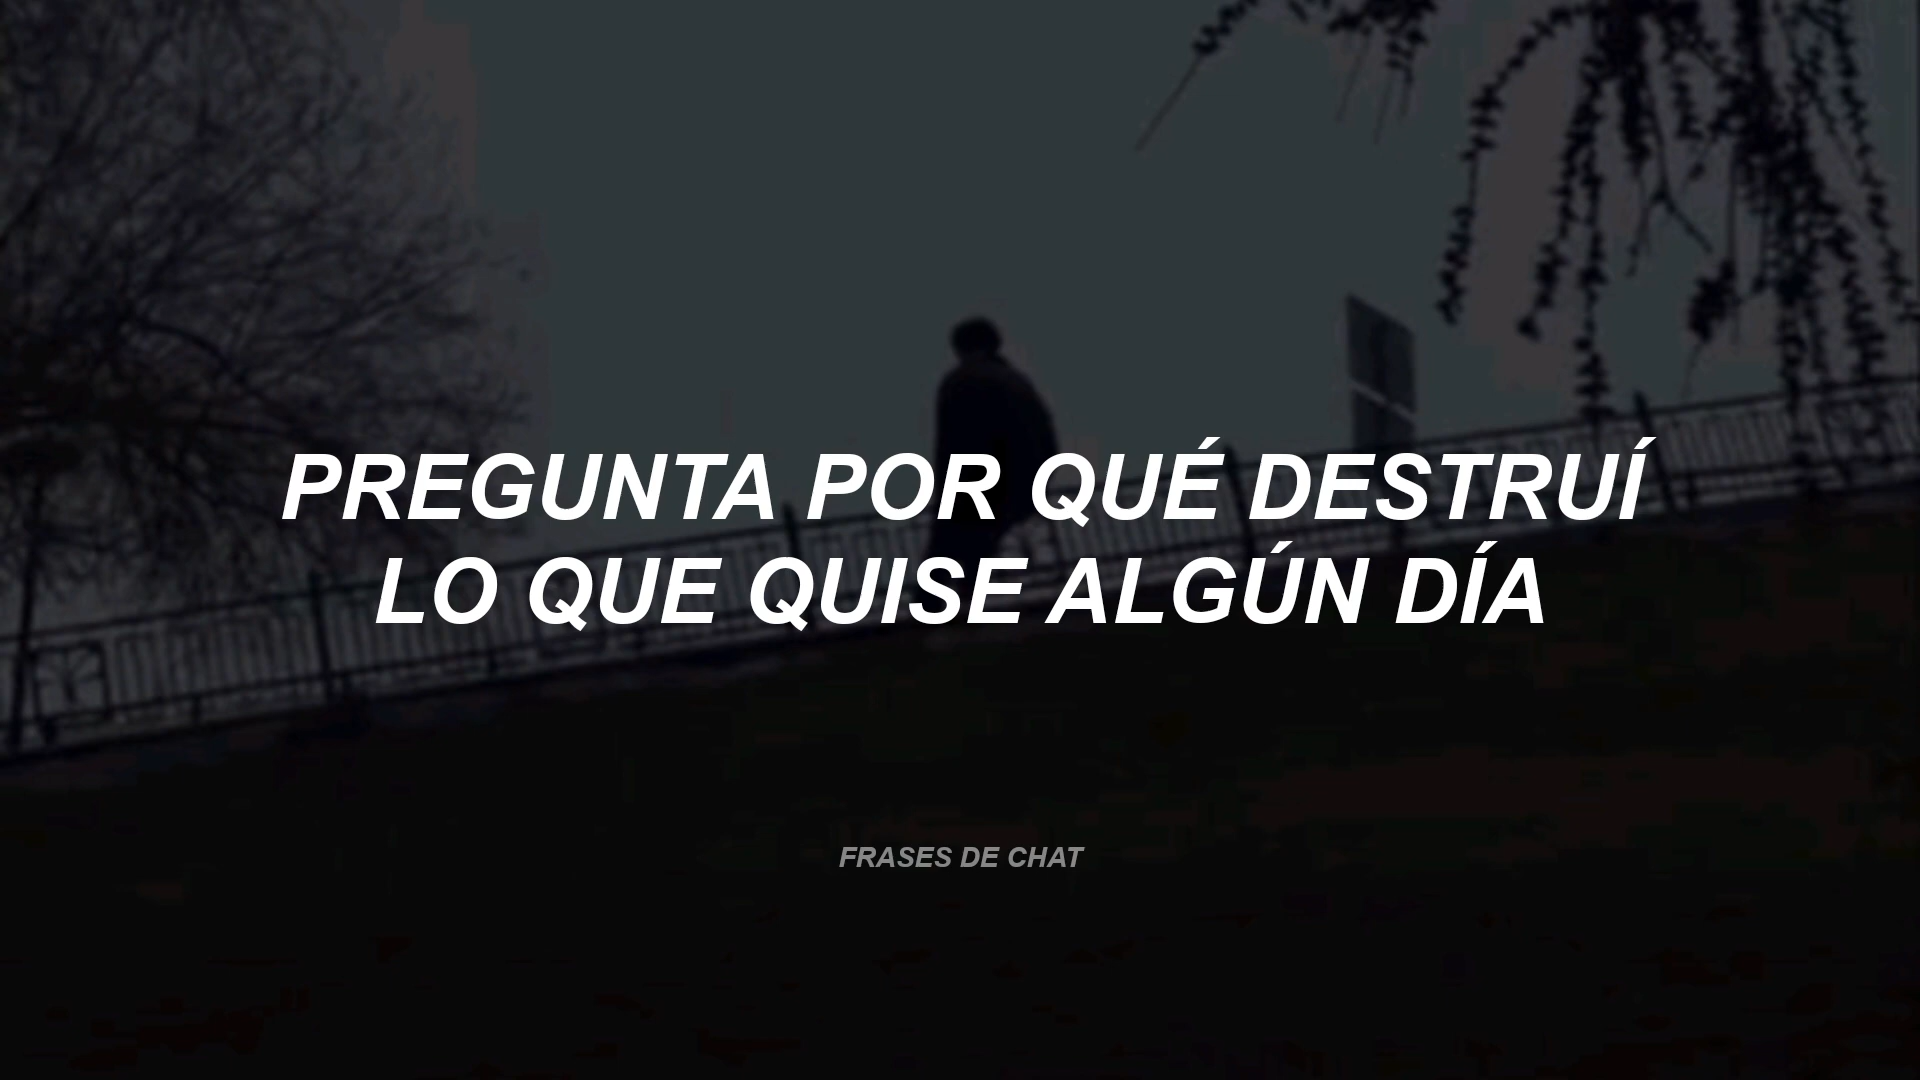 PREGUNTA POR QUÉ DESTRUÍ
LO QUE QUISE ALGÚN DÍA
FRASES DE CHAT